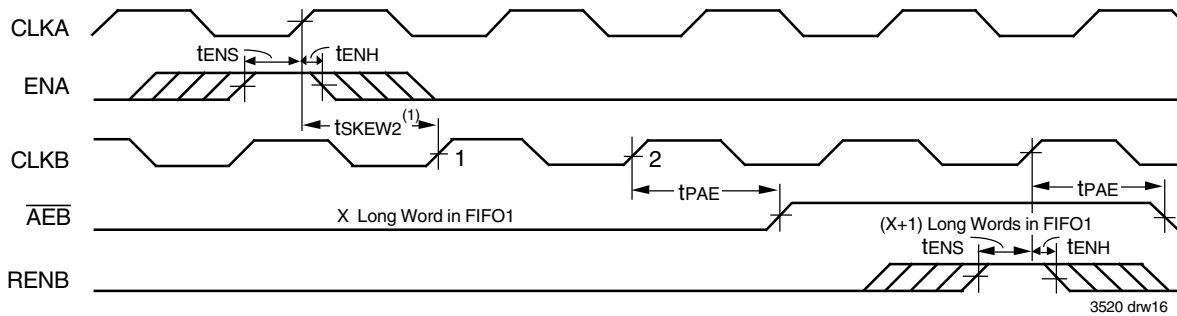 CLKA
tENS
tENH
ENA
tSKEW2(1)
CLKB
1
2
tPAE
tPAE
AEB
X Long Word in FIFO1
(X+1) Long Words in FIFO1
tENS
tENH
RENB
3520 drw16